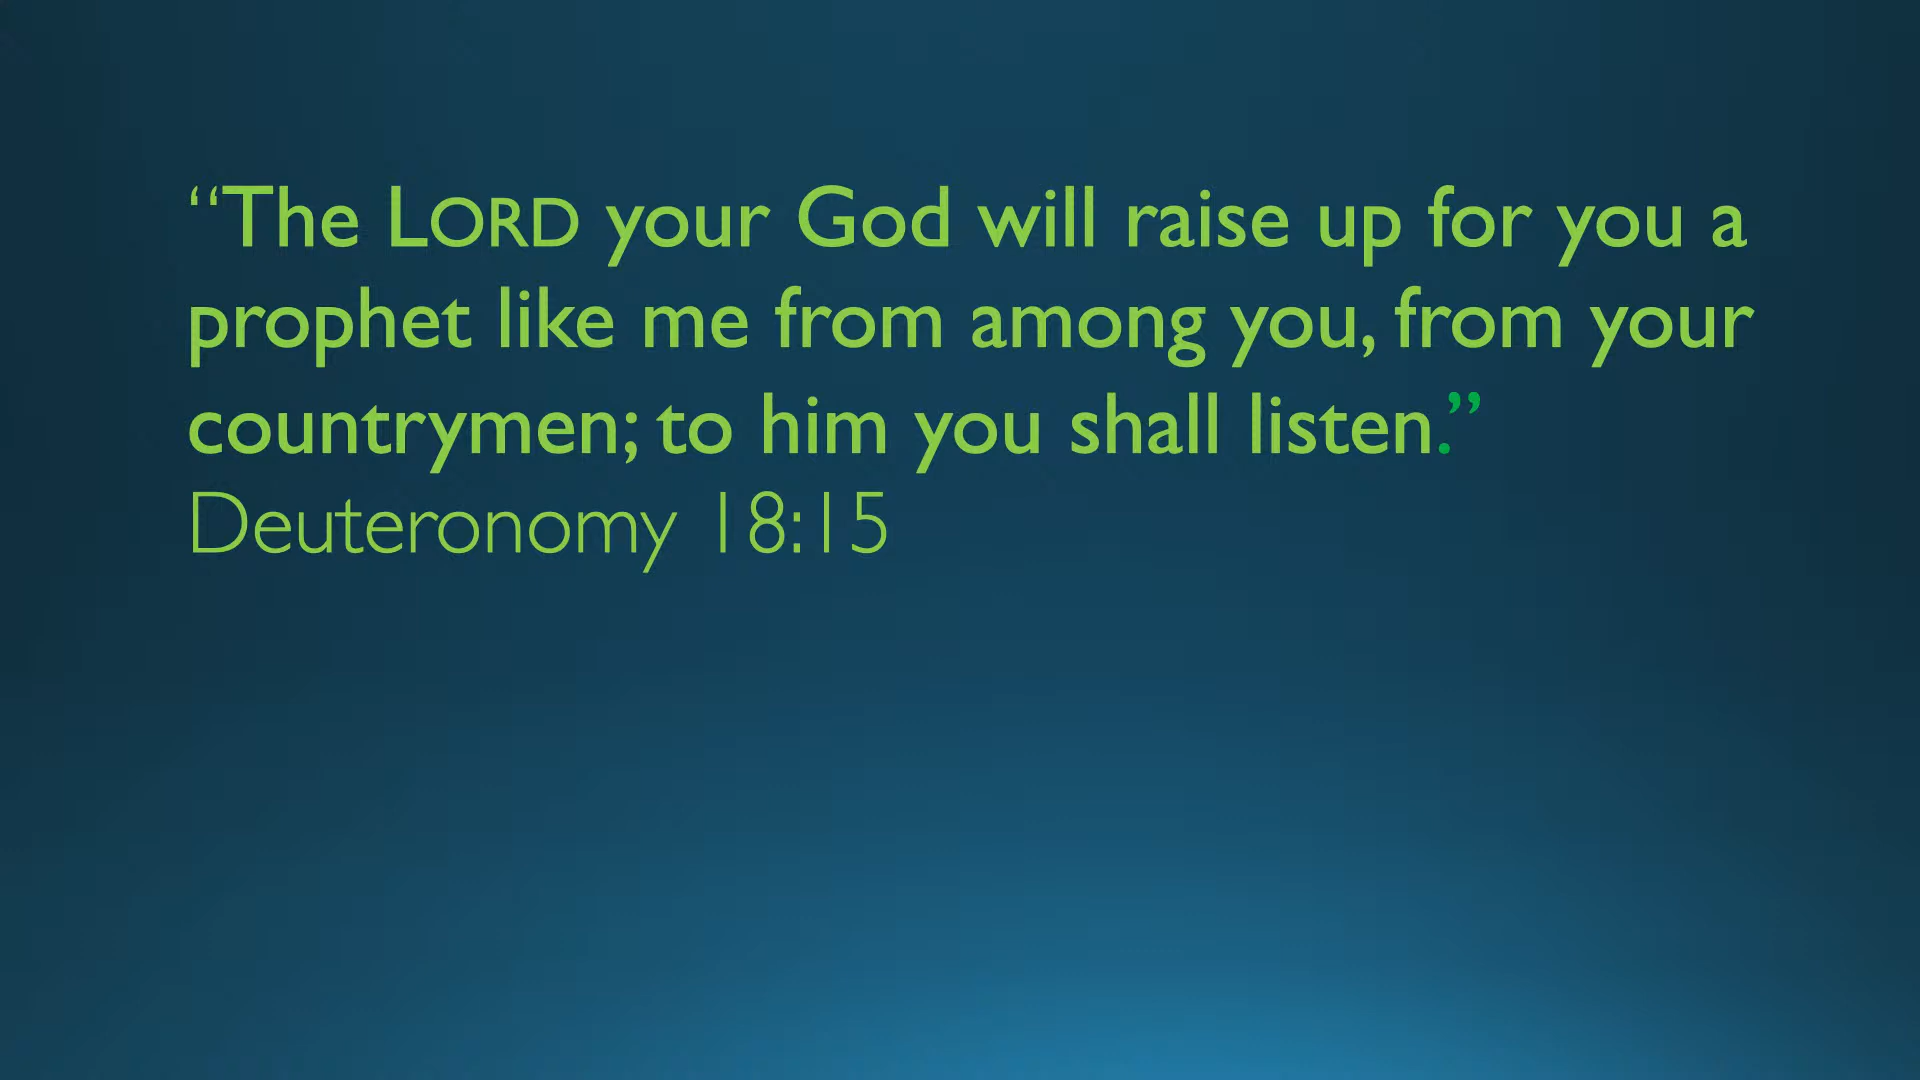 “The LORD your God will raise up for you a
prophet like me from among you, from your
countrymen; to him you shall listen.”
Deuteronomy 18:15